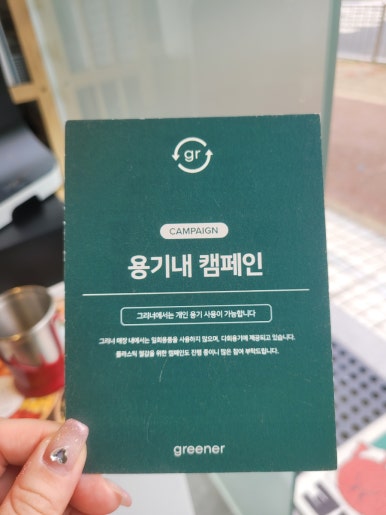 gr
CAMPAIGN
용기내 캠페인
그리너에서는 개인 용기 사용이 가능합니다
그리너 매장 내에서는 일회용품을 사용하지 않으며, 다회용기에 제공되고 있습니다.
플라스틱 절감을 위한 캠페인도 진행 중이니 많은 참여 부탁드립니다.
greener